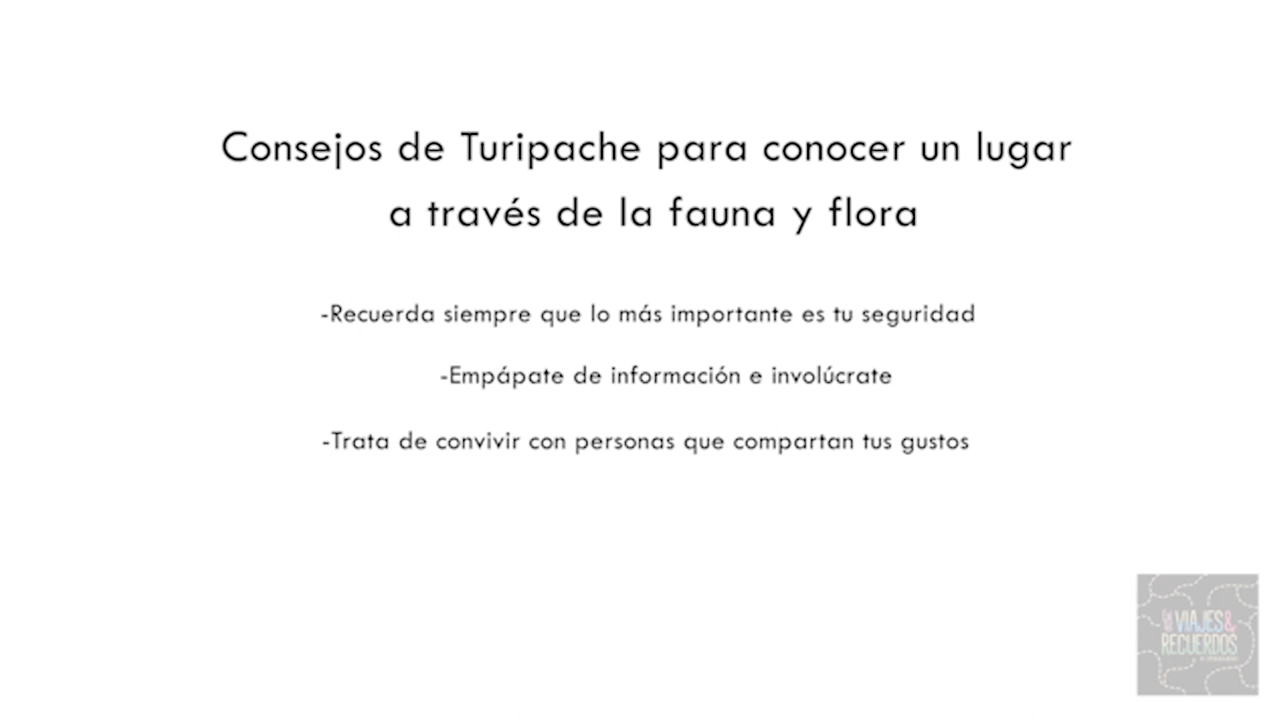 Consejos de Turipache para conocer un lugar
a través de la fauna y flora
-Recuerda siempre que lo más importante es tu seguridad
-Empápate de información e involúcrate
-Trata de convivir con personas que compartan tus gustos
VIAJES&
RECUERDOS